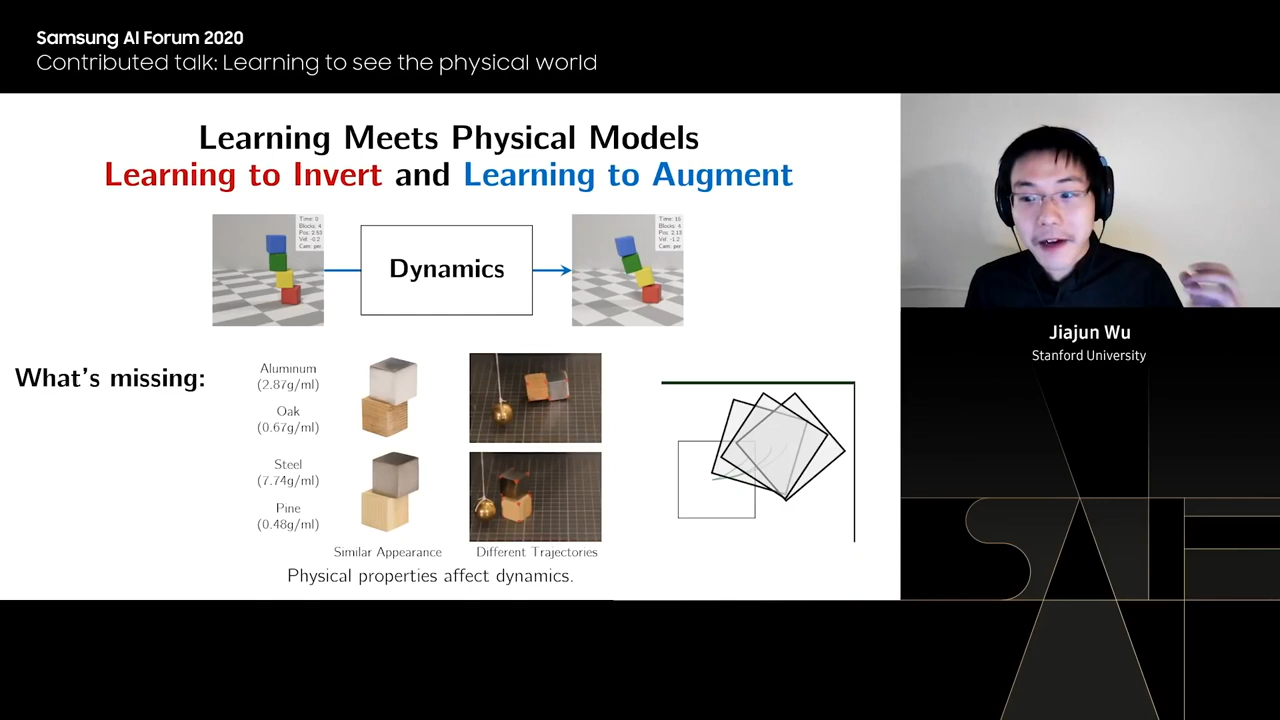 Samsung AI Forum 2020
Contributed talk: Learning to see the physical world
Learning Meets Physical Models
Learning to Invert and Learning to Augment
Time: 0
Blocks: 4
Pos: 2.53
Vel: -0.2
Cam: per
Dynamics
Time: 15
Blocks: 4
Pos: 2.13
Vel: -1.2
Cam: per
What's missing:
Aluminum
(2.87g/ml)
Oak
(0.67g/ml)
Steel
(7.74g/ml)
Pine
(0.48g/ml)
Similar Appearance
Different Trajectories
Physical properties affect dynamics.
Jiajun Wu
Stanford University